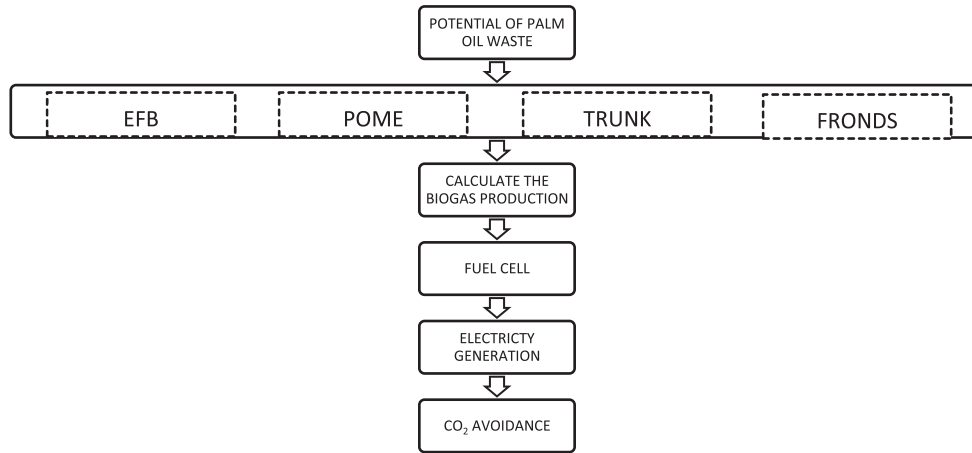 POTENTIAL OF PALM
OIL WASTE
EFB
POME
TRUNK
FRONDS
CALCULATE THE
BIOGAS PRODUCTION
FUEL CELL
ELECTRICTY
GENERATION
CO₂ AVOIDANCE